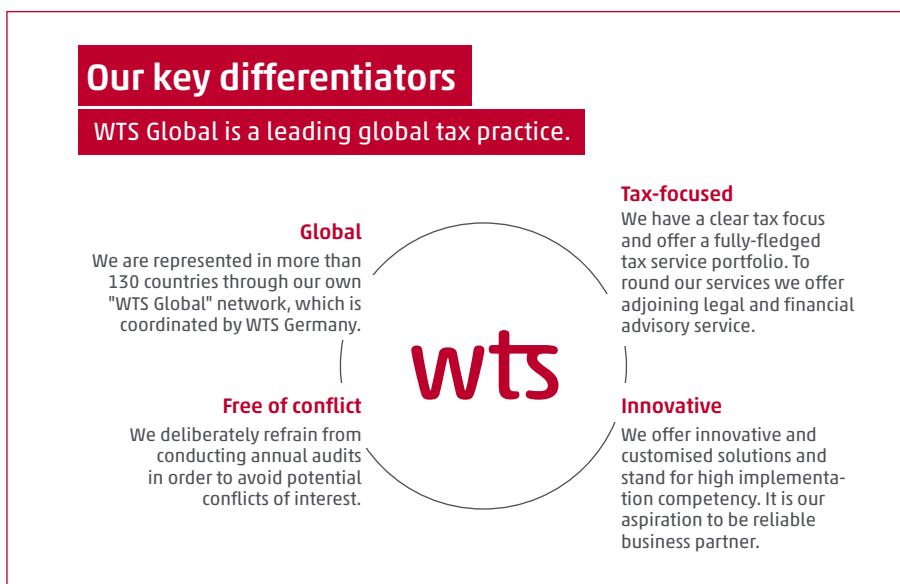 Our key differentiators
WTS Global is a leading global tax practice.
Global
We are represented in more than
130 countries through our own
"WTS Global" network, which is
coordinated by WTS Germany.
Tax-focused
We have a clear tax focus
and offer a fully-fledged
tax service portfolio. To
round our services we offer
adjoining legal and financial
advisory service.
wts
Free of conflict
We deliberately refrain from
conducting annual audits
in order to avoid potential
conflicts of interest.
Innovative
We offer innovative and
customised solutions and
stand for high implementa-
tion competency. It is our
aspiration to be reliable
business partner.